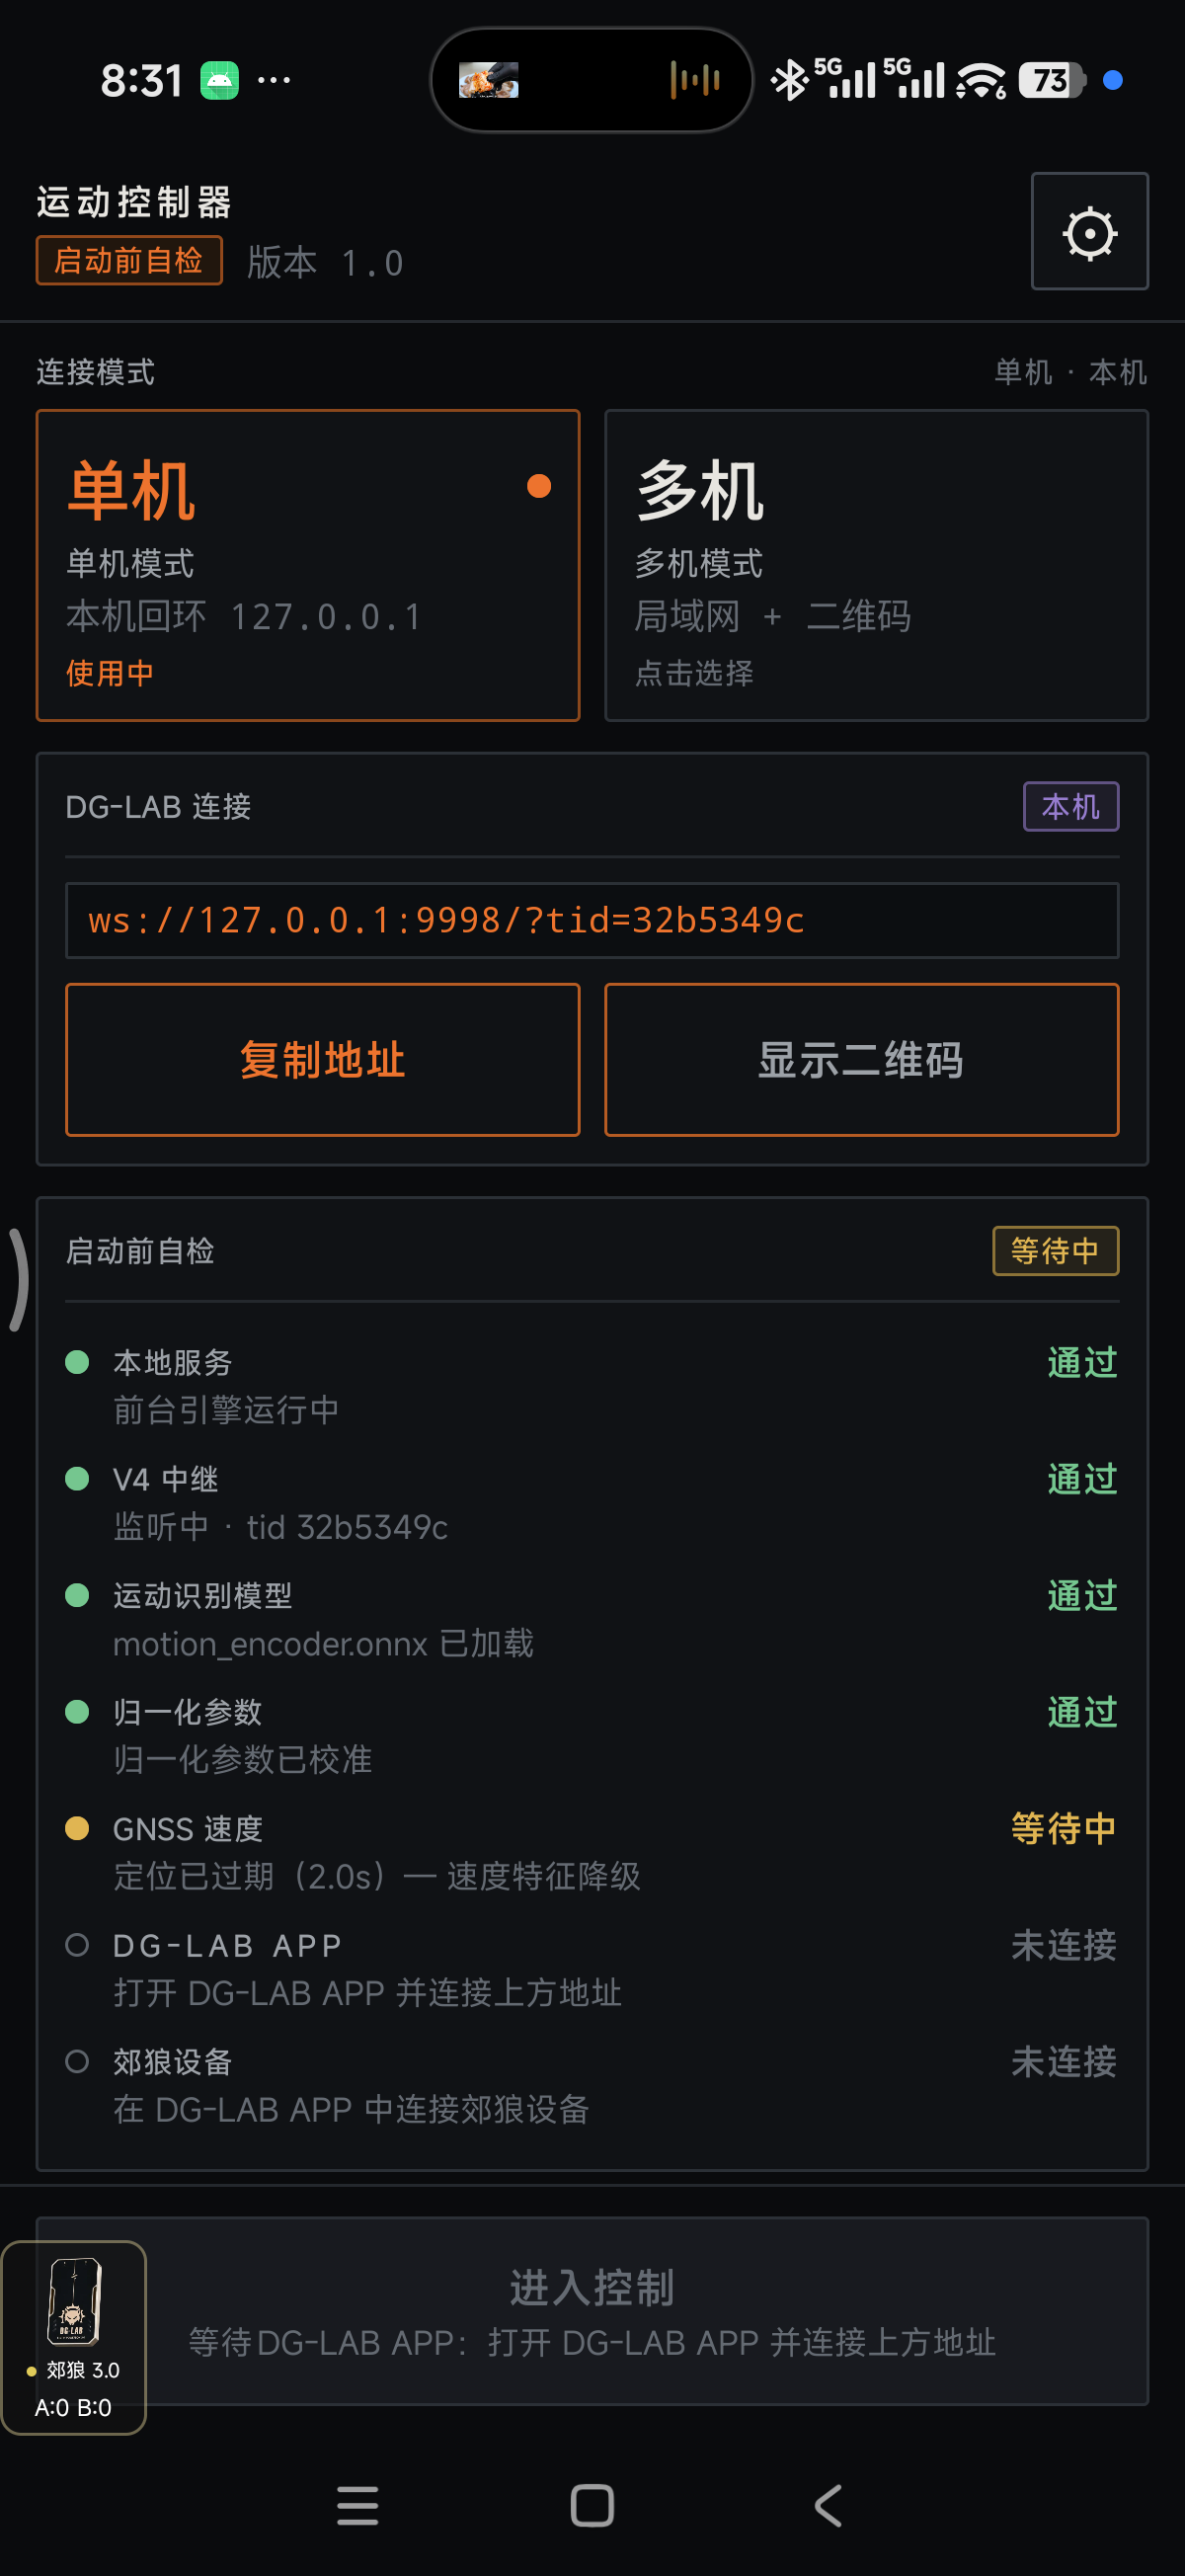 8:31
5G
5G
6
73
运动控制器
启动前自检 版本 1.0
连接模式
单机 · 本机
单机
单机模式
本机回环 127.0.0.1
使用中
多机
多机模式
局域网 + 二维码
点击选择
DG-LAB 连接
本机
ws://127.0.0.1:9998/?tid=32b5349c
复制地址
显示二维码
启动前自检
等待中
本地服务
通过
前台引擎运行中
V4 中继
通过
监听中 · tid 32b5349c
运动识别模型
通过
motion_encoder.onnx 已加载
归一化参数
通过
归一化参数已校准
GNSS 速度
等待中
定位已过期（2.0s）— 速度特征降级
DG-LAB APP
未连接
打开 DG-LAB APP 并连接上方地址
郊狼设备
未连接
在 DG-LAB APP 中连接郊狼设备
进入控制
等待DG-LAB APP：打开 DG-LAB APP 并连接上方地址
DG LAB
郊狼 3.0
A:0 B:0